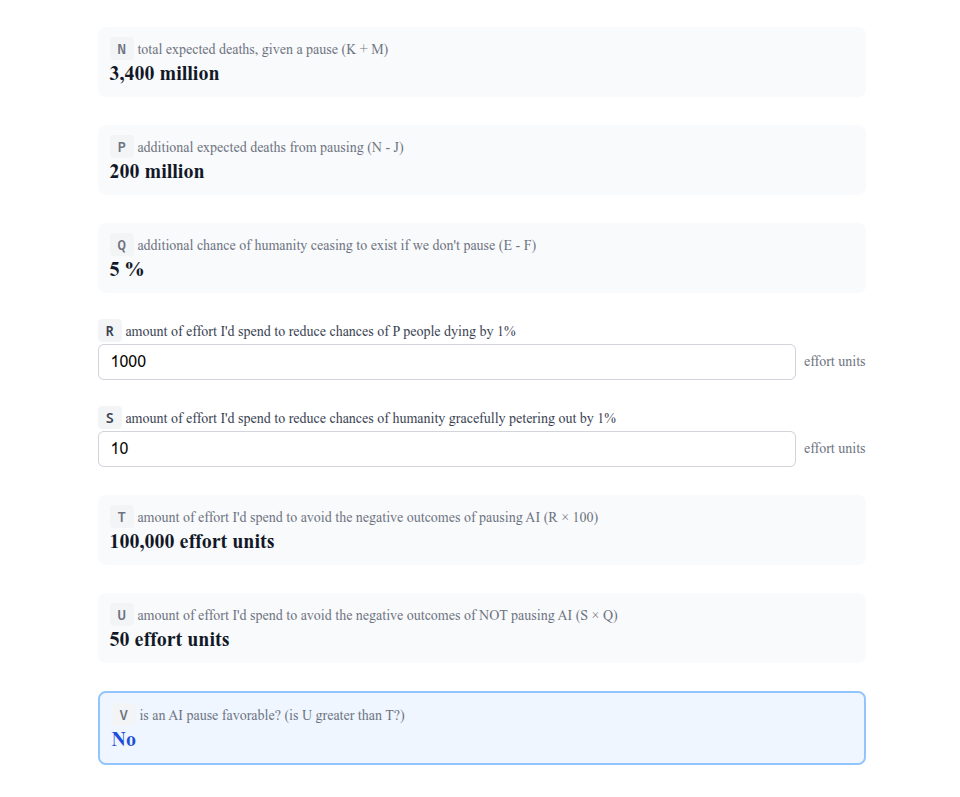 N total expected deaths, given a pause (K + M)
3,400 million
P additional expected deaths from pausing (N - J)
200 million
Q additional chance of humanity ceasing to exist if we don't pause (E - F)
5 %
R amount of effort I'd spend to reduce chances of P people dying by 1%
1000 effort units
S amount of effort I'd spend to reduce chances of humanity gracefully petering out by 1%
10 effort units
T amount of effort I'd spend to avoid the negative outcomes of pausing AI (R × 100)
100,000 effort units
U amount of effort I'd spend to avoid the negative outcomes of NOT pausing AI (S × Q)
50 effort units
V is an AI pause favorable? (is U greater than T?)
No